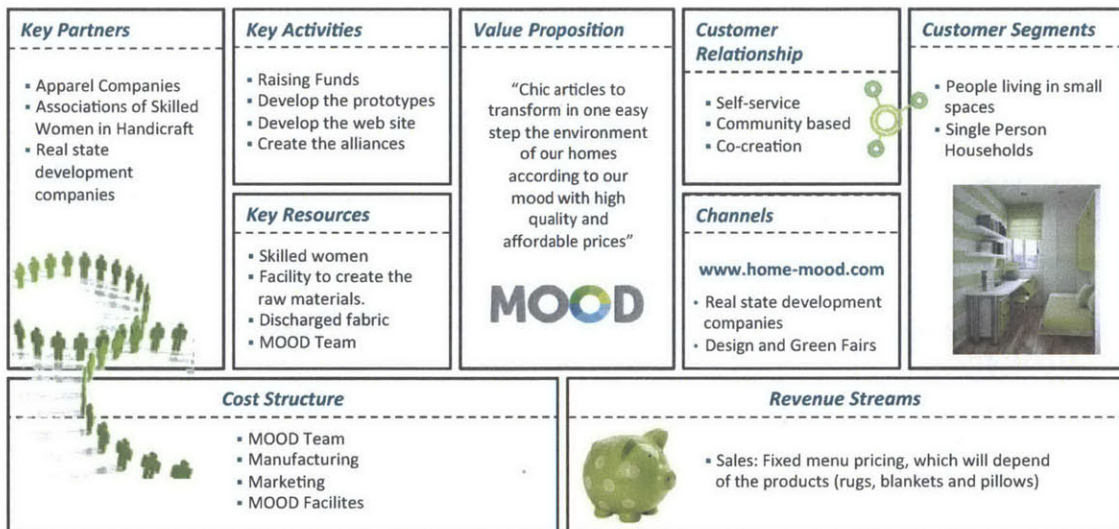 Key Partners
▪ Apparel Companies
▪ Associations of Skilled
Women in Handicraft
▪ Real state
development
companies
Key Activities
▪ Raising Funds
▪ Develop the prototypes
▪ Develop the web site
▪ Create the alliances
Key Resources
▪ Skilled women
▪ Facility to create the
raw materials.
▪ Discharged fabric
▪ MOOD Team
Value Proposition
“Chic articles to
transform in one easy
step the environment
of our homes
according to our
mood with high
quality and
affordable prices”
MOOD
Customer
Relationship
▪ Self-service
▪ Community based
▪ Co-creation
Channels
www.home-mood.com
• Real state development
companies
• Design and Green Fairs
Customer Segments
▪ People living in small
spaces
▪ Single Person
Households
Cost Structure
▪ MOOD Team
▪ Manufacturing
▪ Marketing
▪ MOOD Facilites
Revenue Streams
▪ Sales: Fixed menu pricing, which will depend
of the products (rugs, blankets and pillows)